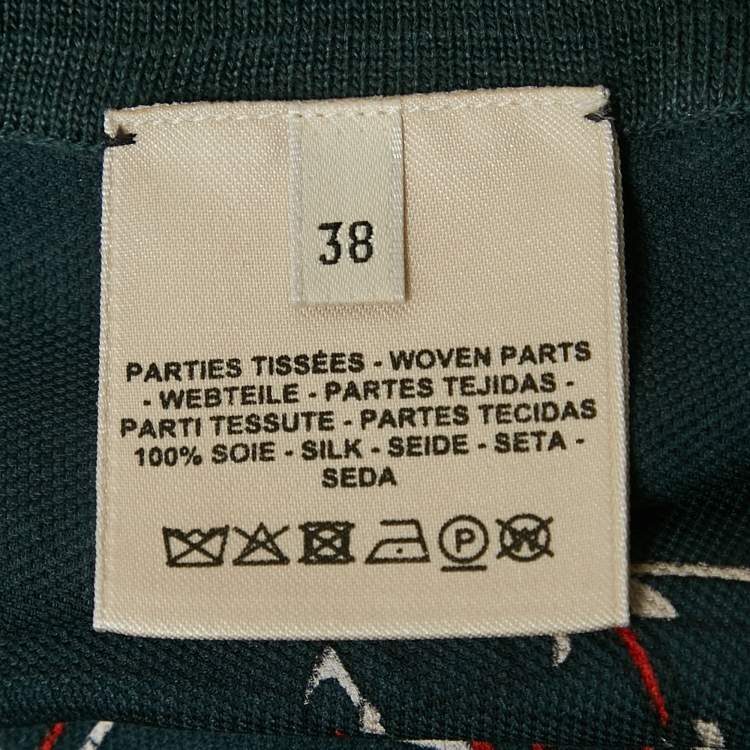 38
PARTIES TISSÉES - WOVEN PARTS
- WEBTEILE - PARTES TEJIDAS -
PARTI TESSUTE - PARTES TECIDAS
100% SOIE - SILK - SEIDE - SETA -
SEDA
P W